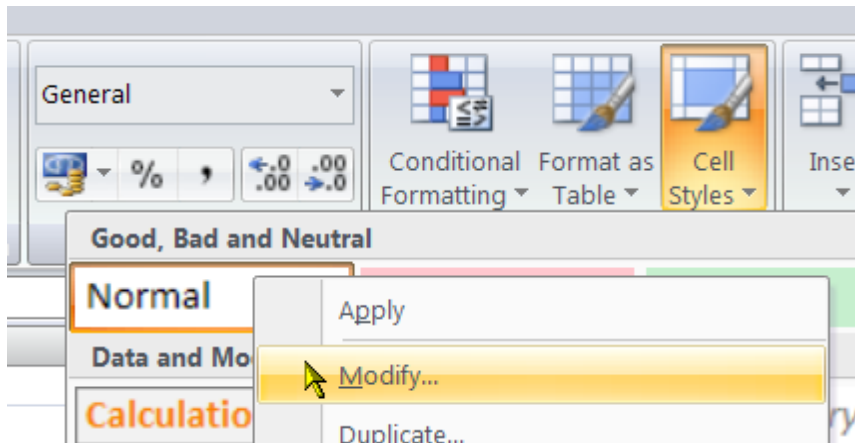 General
% , .0 .00 .00 .0
Conditional Formatting
Format as Table
Cell Styles
Inse
Good, Bad and Neutral
Normal
Apply
Data and Mo
Modify...
Calculatio
Duplicate...
ry